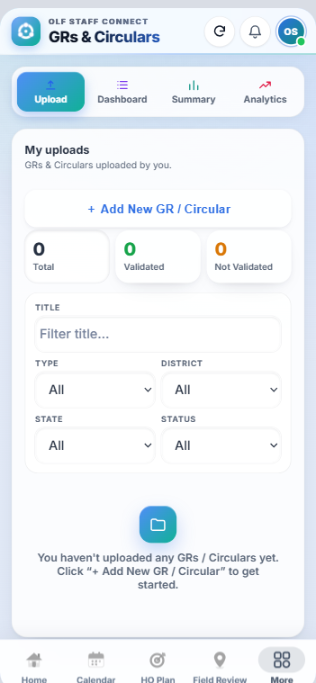 OLF STAFF CONNECT
GRs & Circulars
OS
Upload
Dashboard
Summary
Analytics
My uploads
GRs & Circulars uploaded by you.
+ Add New GR / Circular
0
Total
0
Validated
0
Not Validated
TITLE
Filter title...
TYPE
DISTRICT
All
All
STATE
STATUS
All
All
You haven't uploaded any GRs / Circulars yet.
Click “+ Add New GR / Circular” to get
started.
Home
Calendar
HO Plan
Field Review
More